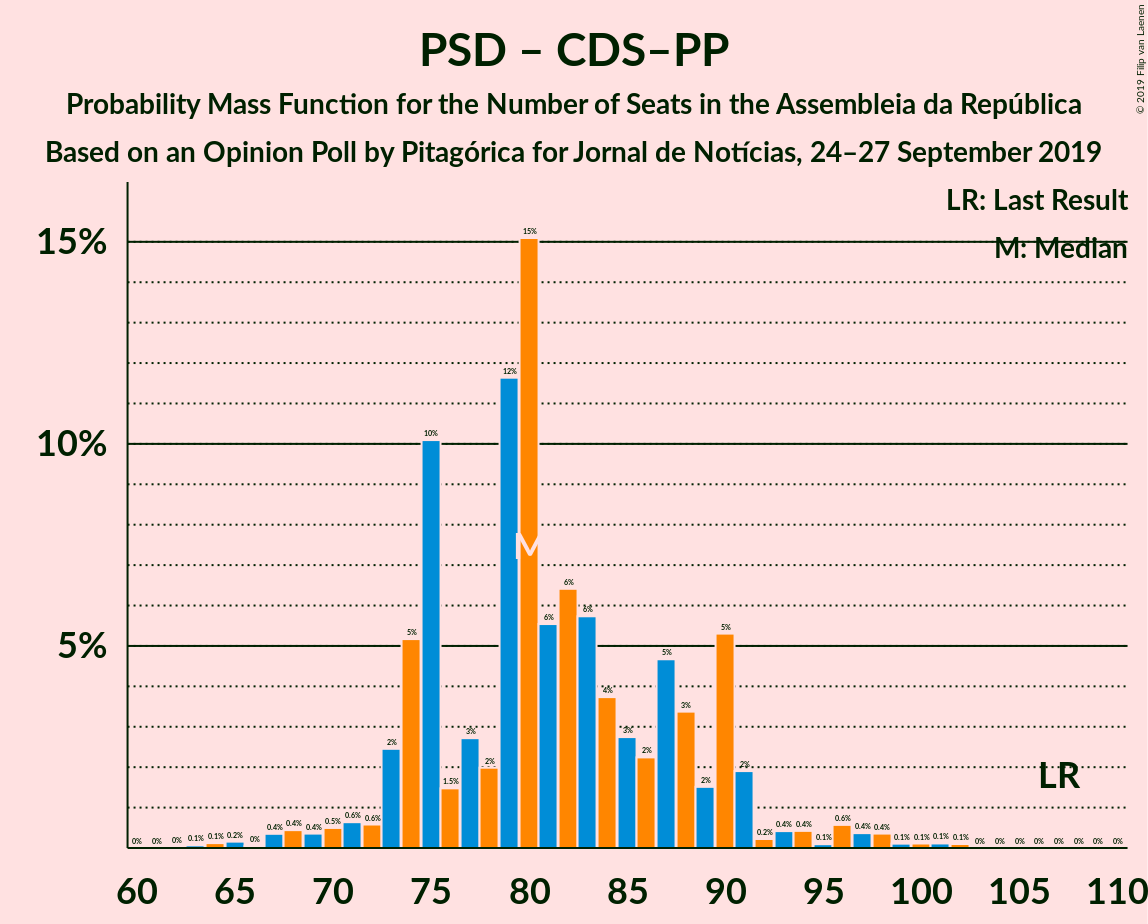 PSD – CDS–PP
Probability Mass Function for the Number of Seats in the Assembleia da República
Based on an Opinion Poll by Pitagórica for Jornal de Notícias, 24–27 September 2019
© 2019 Filip van Laenen
LR: Last Result
M: Median
15%
10%
5%
0% 0% 0% 0.1% 0.1% 0.2% 0% 0.4% 0.4% 0.4% 0.5% 0.6% 0.6% 2% 5% 10% 1.5% 3% 2% 12% 15% 6% 6% 6% 4% 3% 2% 5% 3% 2% 5% 2% 0.2% 0.4% 0.4% 0.1% 0.6% 0.4% 0.4% 0.1% 0.1% 0.1% 0.1% 0% 0% 0% 0% 0% 0% 0% 0%
M
LR
60 65 70 75 80 85 90 95 100 105 110